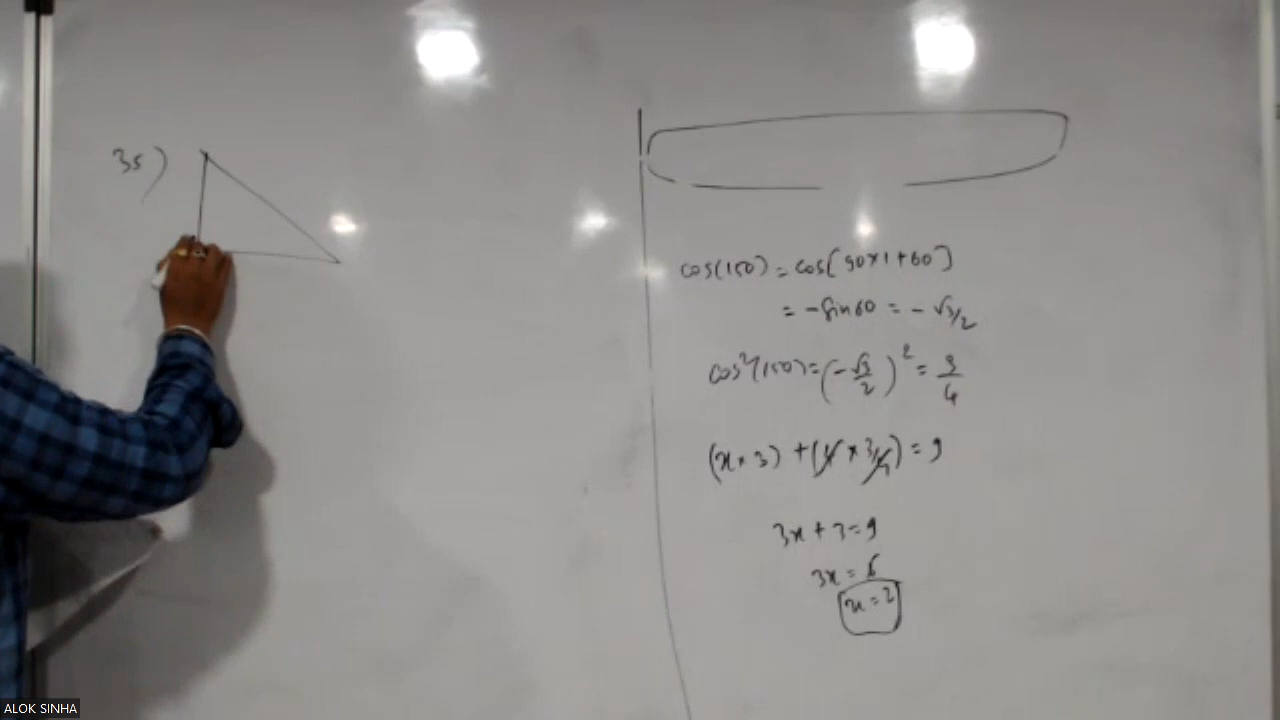 35)
cos(150) = cos[90×1+60]
= -sin60 = -√3/2
cos²(150) = (-√3/2)² = 3/4
(x × 3) + (4 × 3/4) = 9
3x + 3 = 9
3x = 6
x = 2
ALOK SINHA